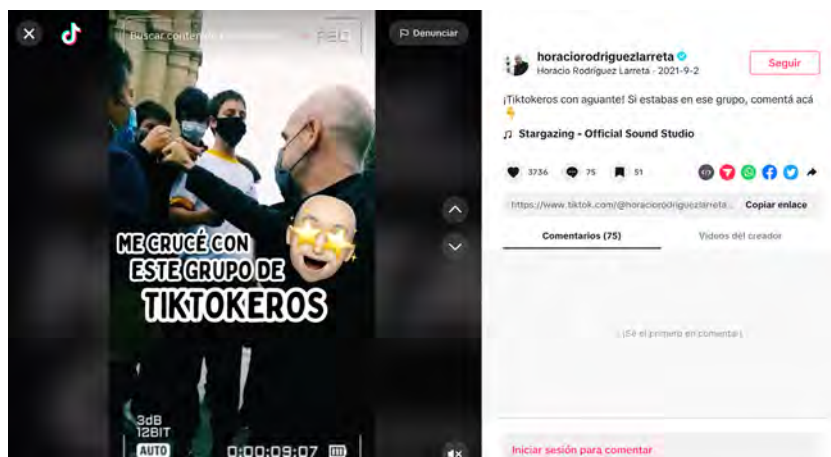 Buscar contenido
Denunciar
ME CRUCÉ CON
ESTE GRUPO DE
TIKTOKEROS
3dB
12BIT
AUTO
0:00:09:07
horaciorodriguezlarreta
Horacio Rodríguez Larreta · 2021-9-2
Seguir
¡Tiktokeros con aguante! Si estabas en ese grupo, comentá acá
Stargazing - Official Sound Studio
3736
75
51
https://www.tiktok.com/@horaciorodriguezlarreta...
Copiar enlace
Comentarios (75)
Videos del creador
¡Sé el primero en comentar!
Iniciar sesión para comentar